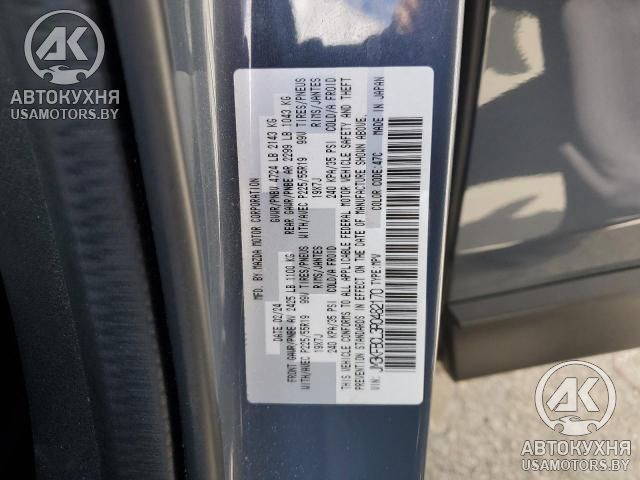 АК
АВТОКУХНЯ
USAMOTORS.BY
MFD. BY MAZDA MOTOR CORPORATION
DATE 02/24 GVWR/PNBV 4724 LB 2143 KG
FRONT GAWR/PNBE AV 2425 LB 1100 KG REAR GAWR/PNBE AR 2299 LB 1043 KG
WITH/AVEC P225/55R19 99V TIRES/PNEUS WITH/AVEC P225/55R19 99V TIRES/PNEUS
19X7J RIMS/JANTES 19X7J RIMS/JANTES
240 KPA/35 PSI COLD/A FROID 240 KPA/35 PSI COLD/A FROID
THIS VEHICLE CONFORMS TO ALL APPLICABLE FEDERAL MOTOR VEHICLE SAFETY AND THEFT
PREVENTION STANDARDS IN EFFECT ON THE DATE OF MANUFACTURE SHOWN ABOVE.
VIN: JM3KFBCL3R0482170 TYPE:MPV COLOR CODE:47C MADE IN JAPAN
АК
АВТОКУХНЯ
USAMOTORS.BY